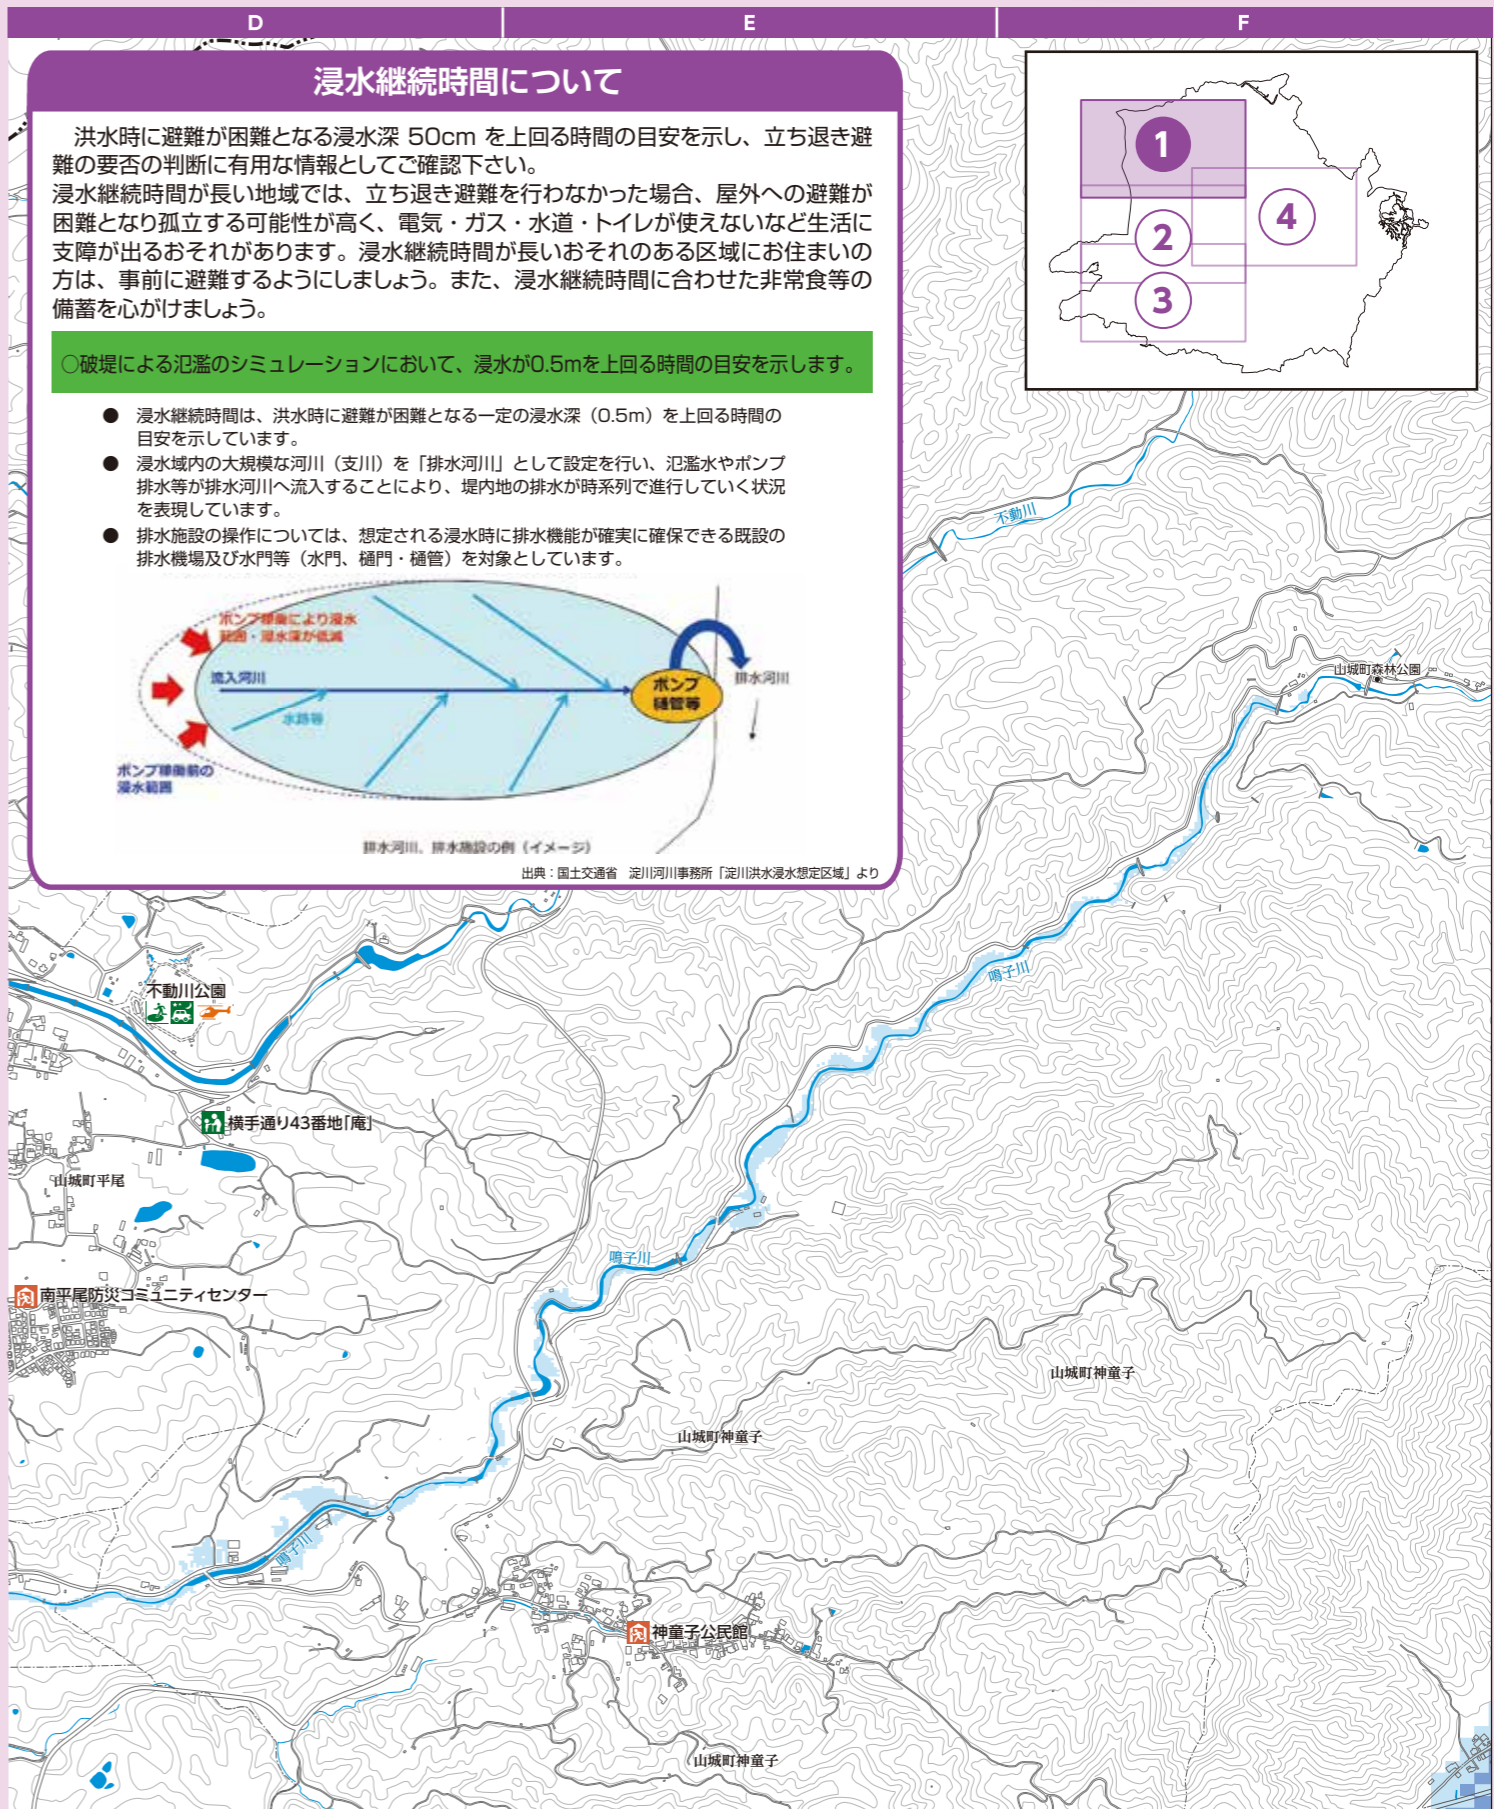 D
E
F
浸水継続時間について
洪水時に避難が困難となる浸水深 50cm を上回る時間の目安を示し、立ち退き避
難の要否の判断に有用な情報としてご確認下さい。
浸水継続時間が長い地域では、立ち退き避難を行わなかった場合、屋外への避難が
困難となり孤立する可能性が高く、電気・ガス・水道・トイレが使えないなど生活に
支障が出るおそれがあります。浸水継続時間が長いおそれのある区域にお住まいの
方は、事前に避難するようにしましょう。また、浸水継続時間に合わせた非常食等の
備蓄を心がけましょう。
○破堤による氾濫のシミュレーションにおいて、浸水が0.5mを上回る時間の目安を示します。
● 浸水継続時間は、洪水時に避難が困難となる一定の浸水深（0.5m）を上回る時間の
目安を示しています。
● 浸水域内の大規模な河川（支川）を「排水河川」として設定を行い、氾濫水やポンプ
排水等が排水河川へ流入することにより、堤内地の排水が時系列で進行していく状況
を表現しています。
● 排水施設の操作については、想定される浸水時に排水機能が確実に確保できる既設の
排水機場及び水門等（水門、樋門・樋管）を対象としています。
ポンプ稼働により浸水
範囲・浸水深が低減
流入河川
水路等
ポンプ
樋管等
排水河川
ポンプ稼働前の
浸水範囲
排水河川、排水施設の例（イメージ）
出典：国土交通省 淀川河川事務所「淀川洪水浸水想定区域」より
1
2
3
4
不動川
山城町森林公園
鳴子川
不動川公園
横手通り43番地「庵」
山城町平尾
鳴子川
南平尾防災コミュニティセンター
山城町神童子
山城町神童子
鳴子川
神童子公民館
山城町神童子